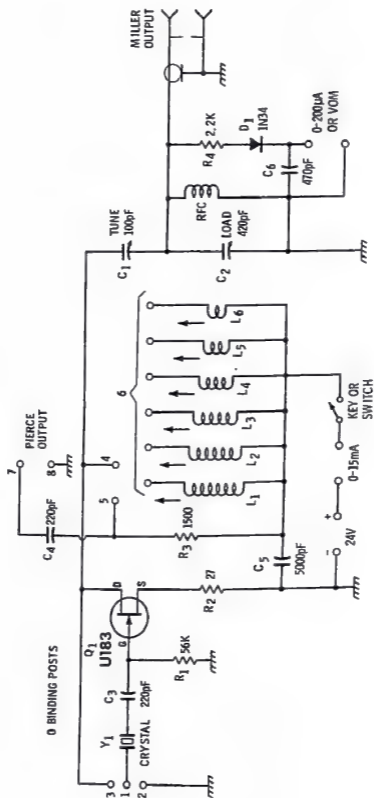 MILLER
OUTPUT
PIERCE
OUTPUT
7
8
C4
220pF
5
4
TUNE
100pF
C1
LOAD
420pF
C2
RFC
R4
2.2K
D1
1N34
C6
470pF
0-200µA
OR VOM
6
L1
L2
L3
L4
L5
L6
R3
1500
C5
5000pF
R2
27
Q1
U183
D
S
G
R1
56K
C3
220pF
Y1
CRYSTAL
O BINDING POSTS
3
1
2
-
24V
+
0-15mA
KEY OR
SWITCH